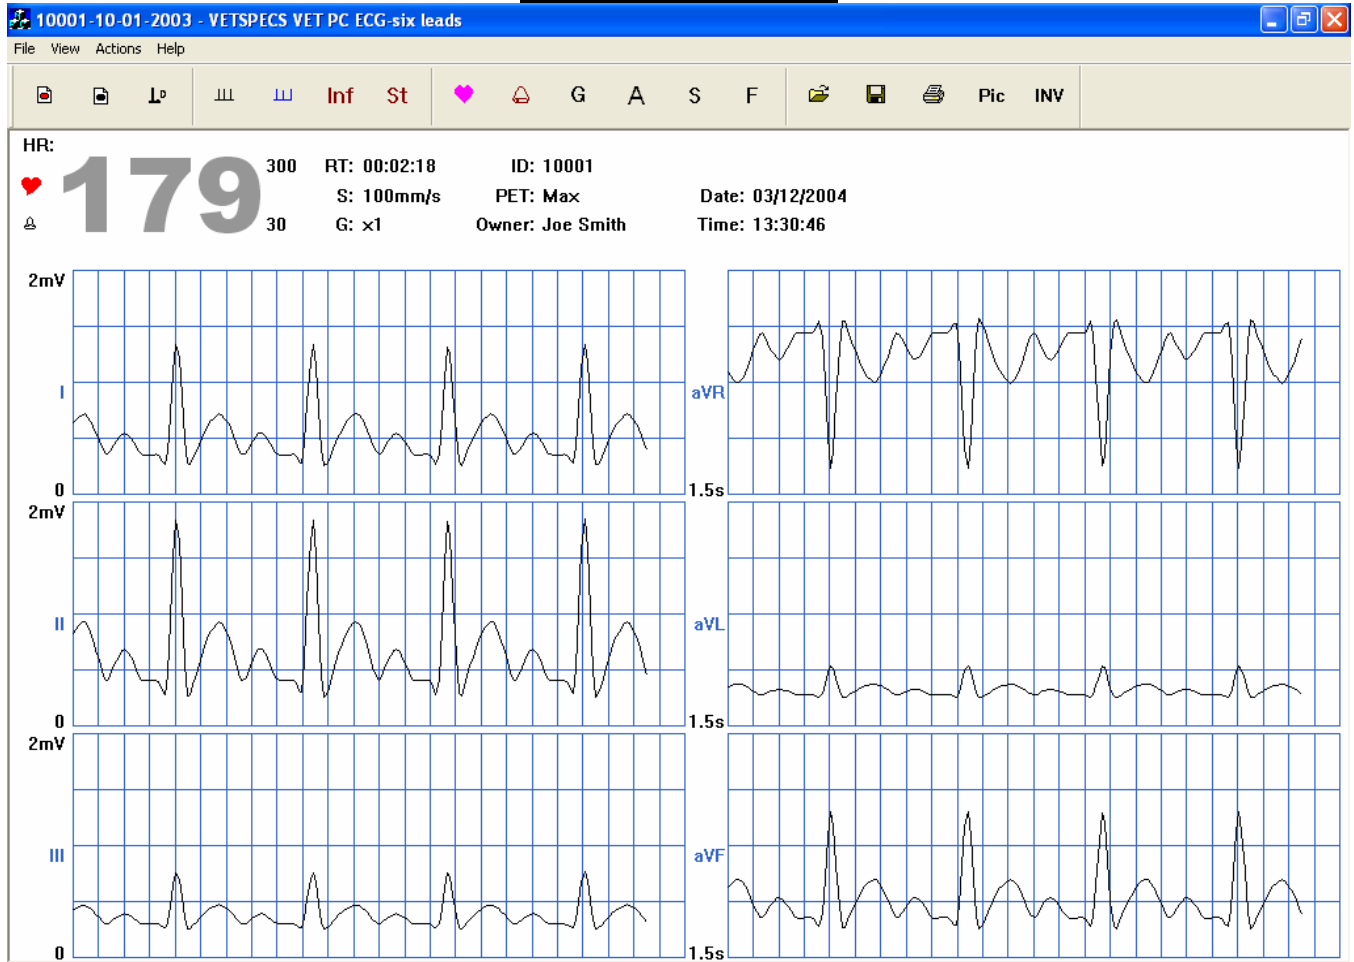 10001-10-01-2003 - VETSPECS VET PC ECG-six leads
File View Actions Help
Inf St G A S F Pic INV
HR:
179
300
30
RT: 00:02:18 ID: 10001
S: 100mm/s PET: Max Date: 03/12/2004
G: x1 Owner: Joe Smith Time: 13:30:46
2mV
I aVR
0 1.5s
2mV
II aVL
0 1.5s
2mV
III aVF
0 1.5s